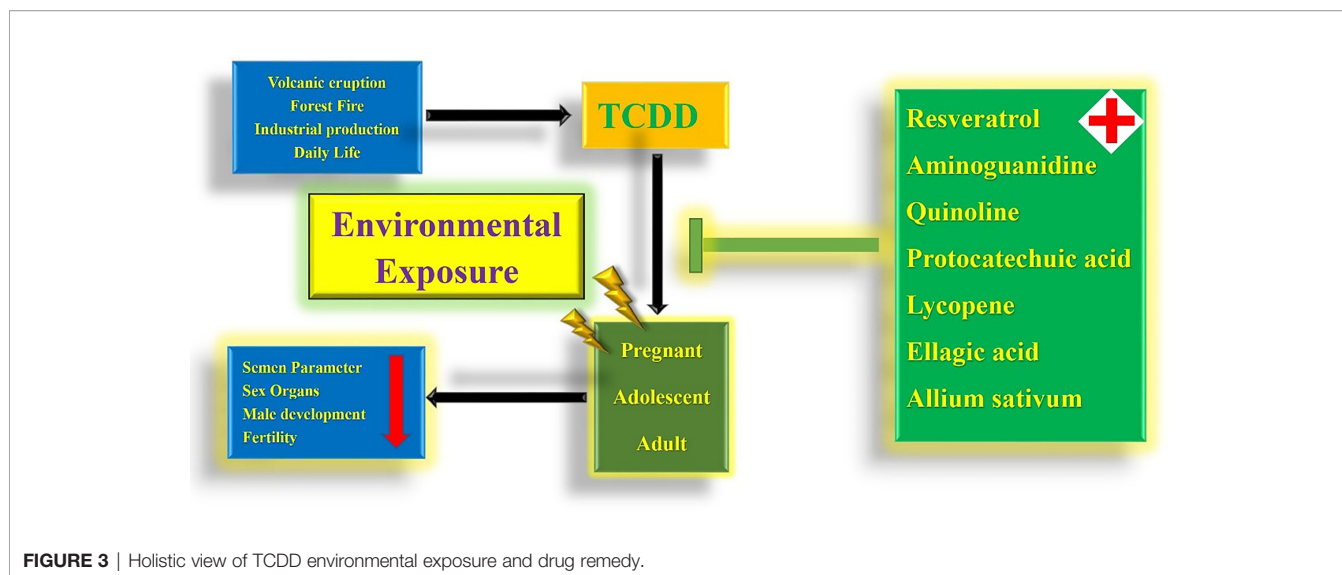 Volcanic eruption
Forest Fire
Industrial production
Daily Life
TCDD
Environmental
Exposure
Resveratrol
Aminoguanidine
Quinoline
Protocatechuic acid
Lycopene
Ellagic acid
Allium sativum
Pregnant
Adolescent
Adult
Semen Parameter
Sex Organs
Male development
Fertility
FIGURE 3 | Holistic view of TCDD environmental exposure and drug remedy.